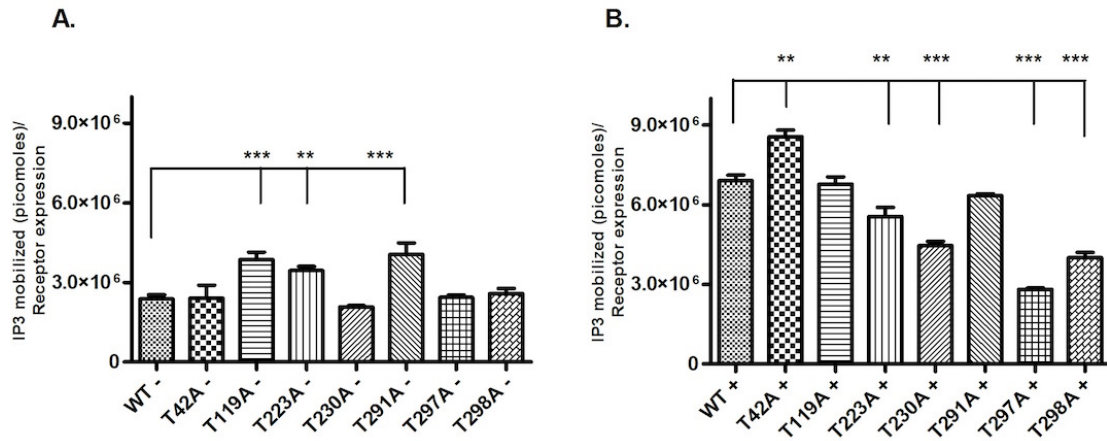 A.
IP3 mobilized (picomoles)/
Receptor expression
9.0×10⁶
6.0×10⁶
3.0×10⁶
0
*** ** ***
WT -
T42A -
T119A -
T223A -
T230A -
T291A -
T297A -
T298A -
B.
IP3 mobilized (picomoles)/
Receptor expression
** ** *** *** ***
9.0×10⁶
6.0×10⁶
3.0×10⁶
0
WT +
T42A +
T119A +
T223A +
T230A +
T291A +
T297A +
T298A +